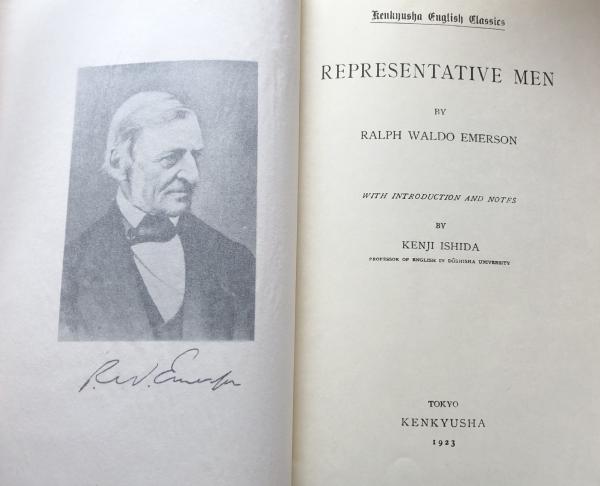 R. W. Emerson
Kenkyusha English Classics
REPRESENTATIVE MEN
BY
RALPH WALDO EMERSON
WITH INTRODUCTION AND NOTES
BY
KENJI ISHIDA
PROFESSOR OF ENGLISH IN DŌSHISHA UNIVERSITY
TOKYO
KENKYUSHA
1923